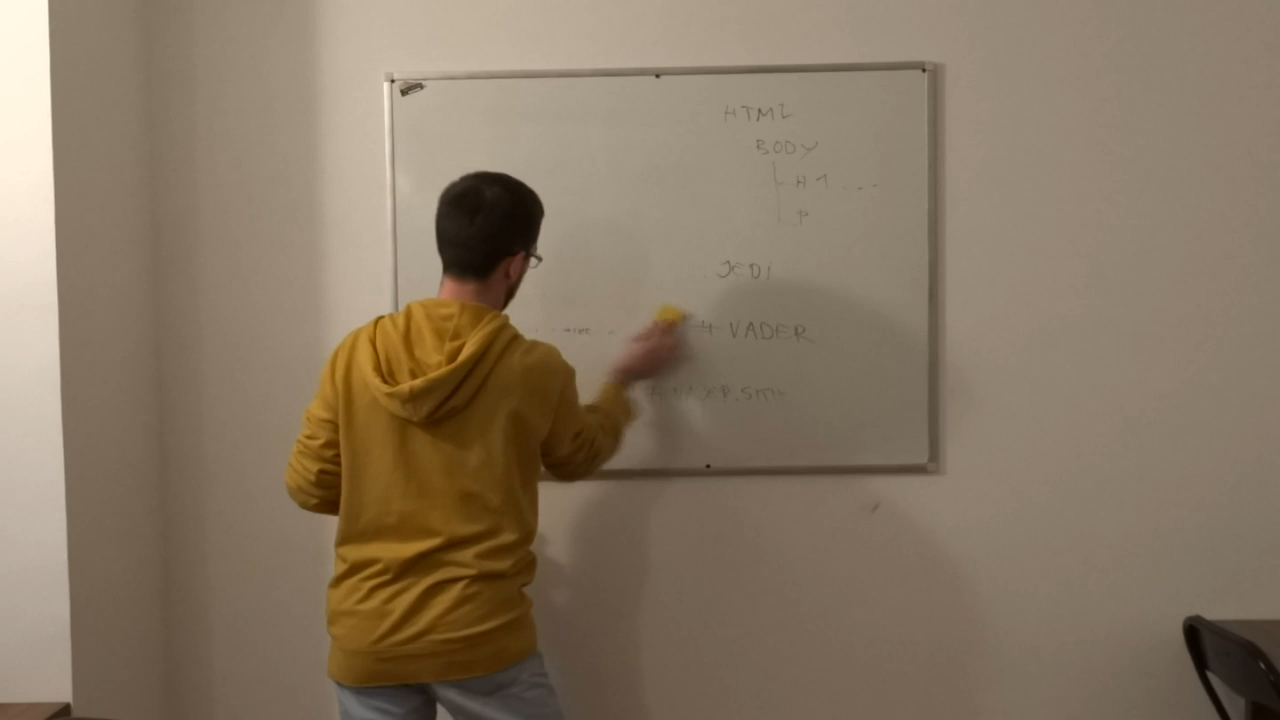 HTML
BODY
H1 ...
P
.JEDI
# VADER